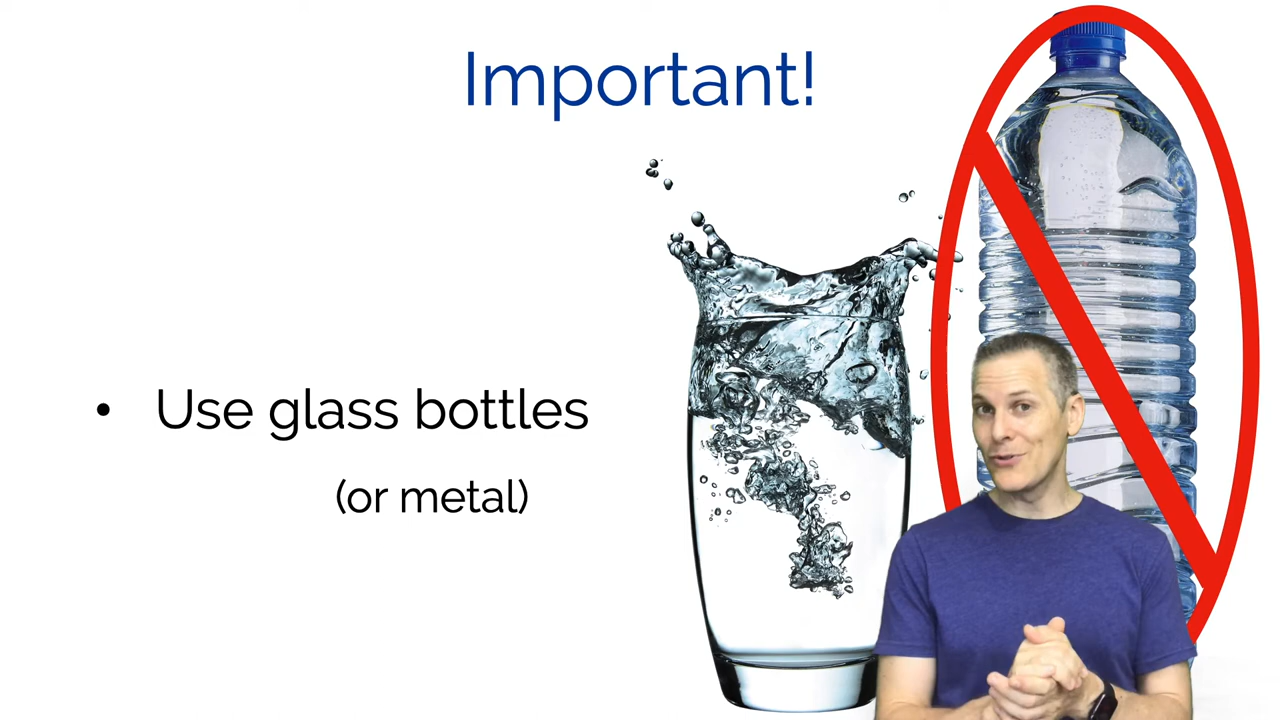 Important!
• Use glass bottles
(or metal)